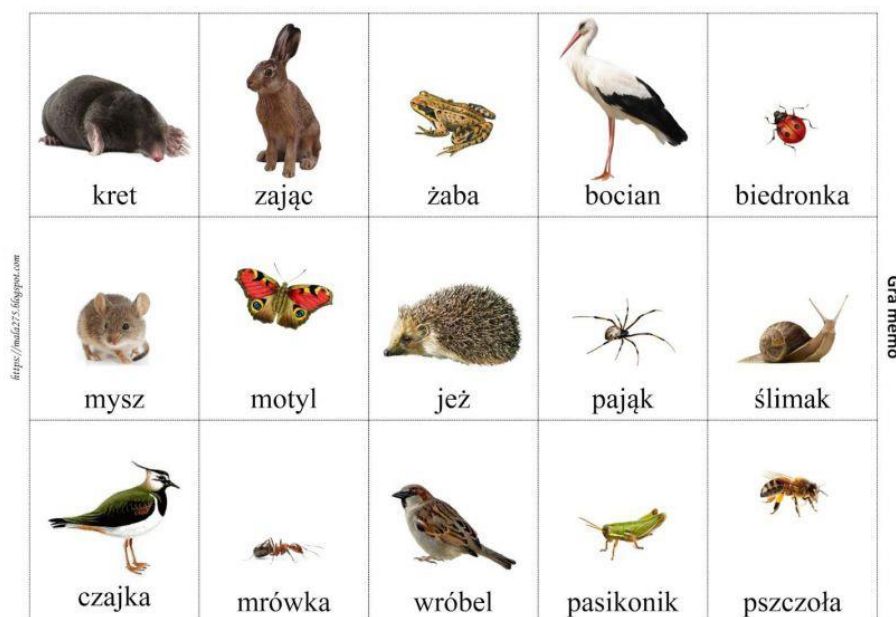 kret
zając
żaba
bocian
biedronka
mysz
motyl
jeż
pająk
ślimak
czajka
mrówka
wróbel
pasikonik
pszczoła
https://mala275.blogspot.com
Gra memo